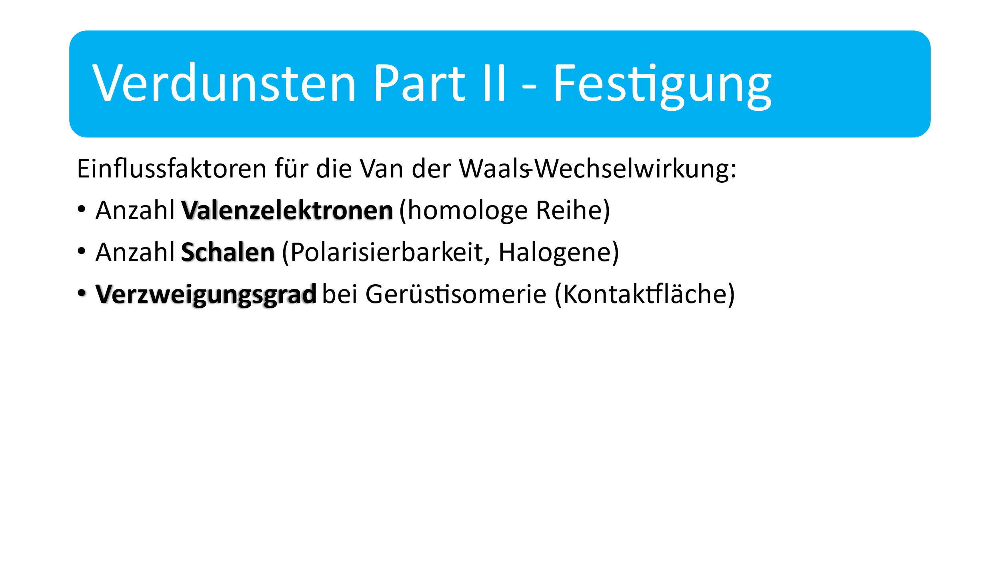 Verdunsten Part II - Festigung
Einflussfaktoren für die Van der Waals-Wechselwirkung:
• Anzahl Valenzelektronen (homologe Reihe)
• Anzahl Schalen (Polarisierbarkeit, Halogene)
• Verzweigungsgrad bei Gerüstisomerie (Kontaktfläche)